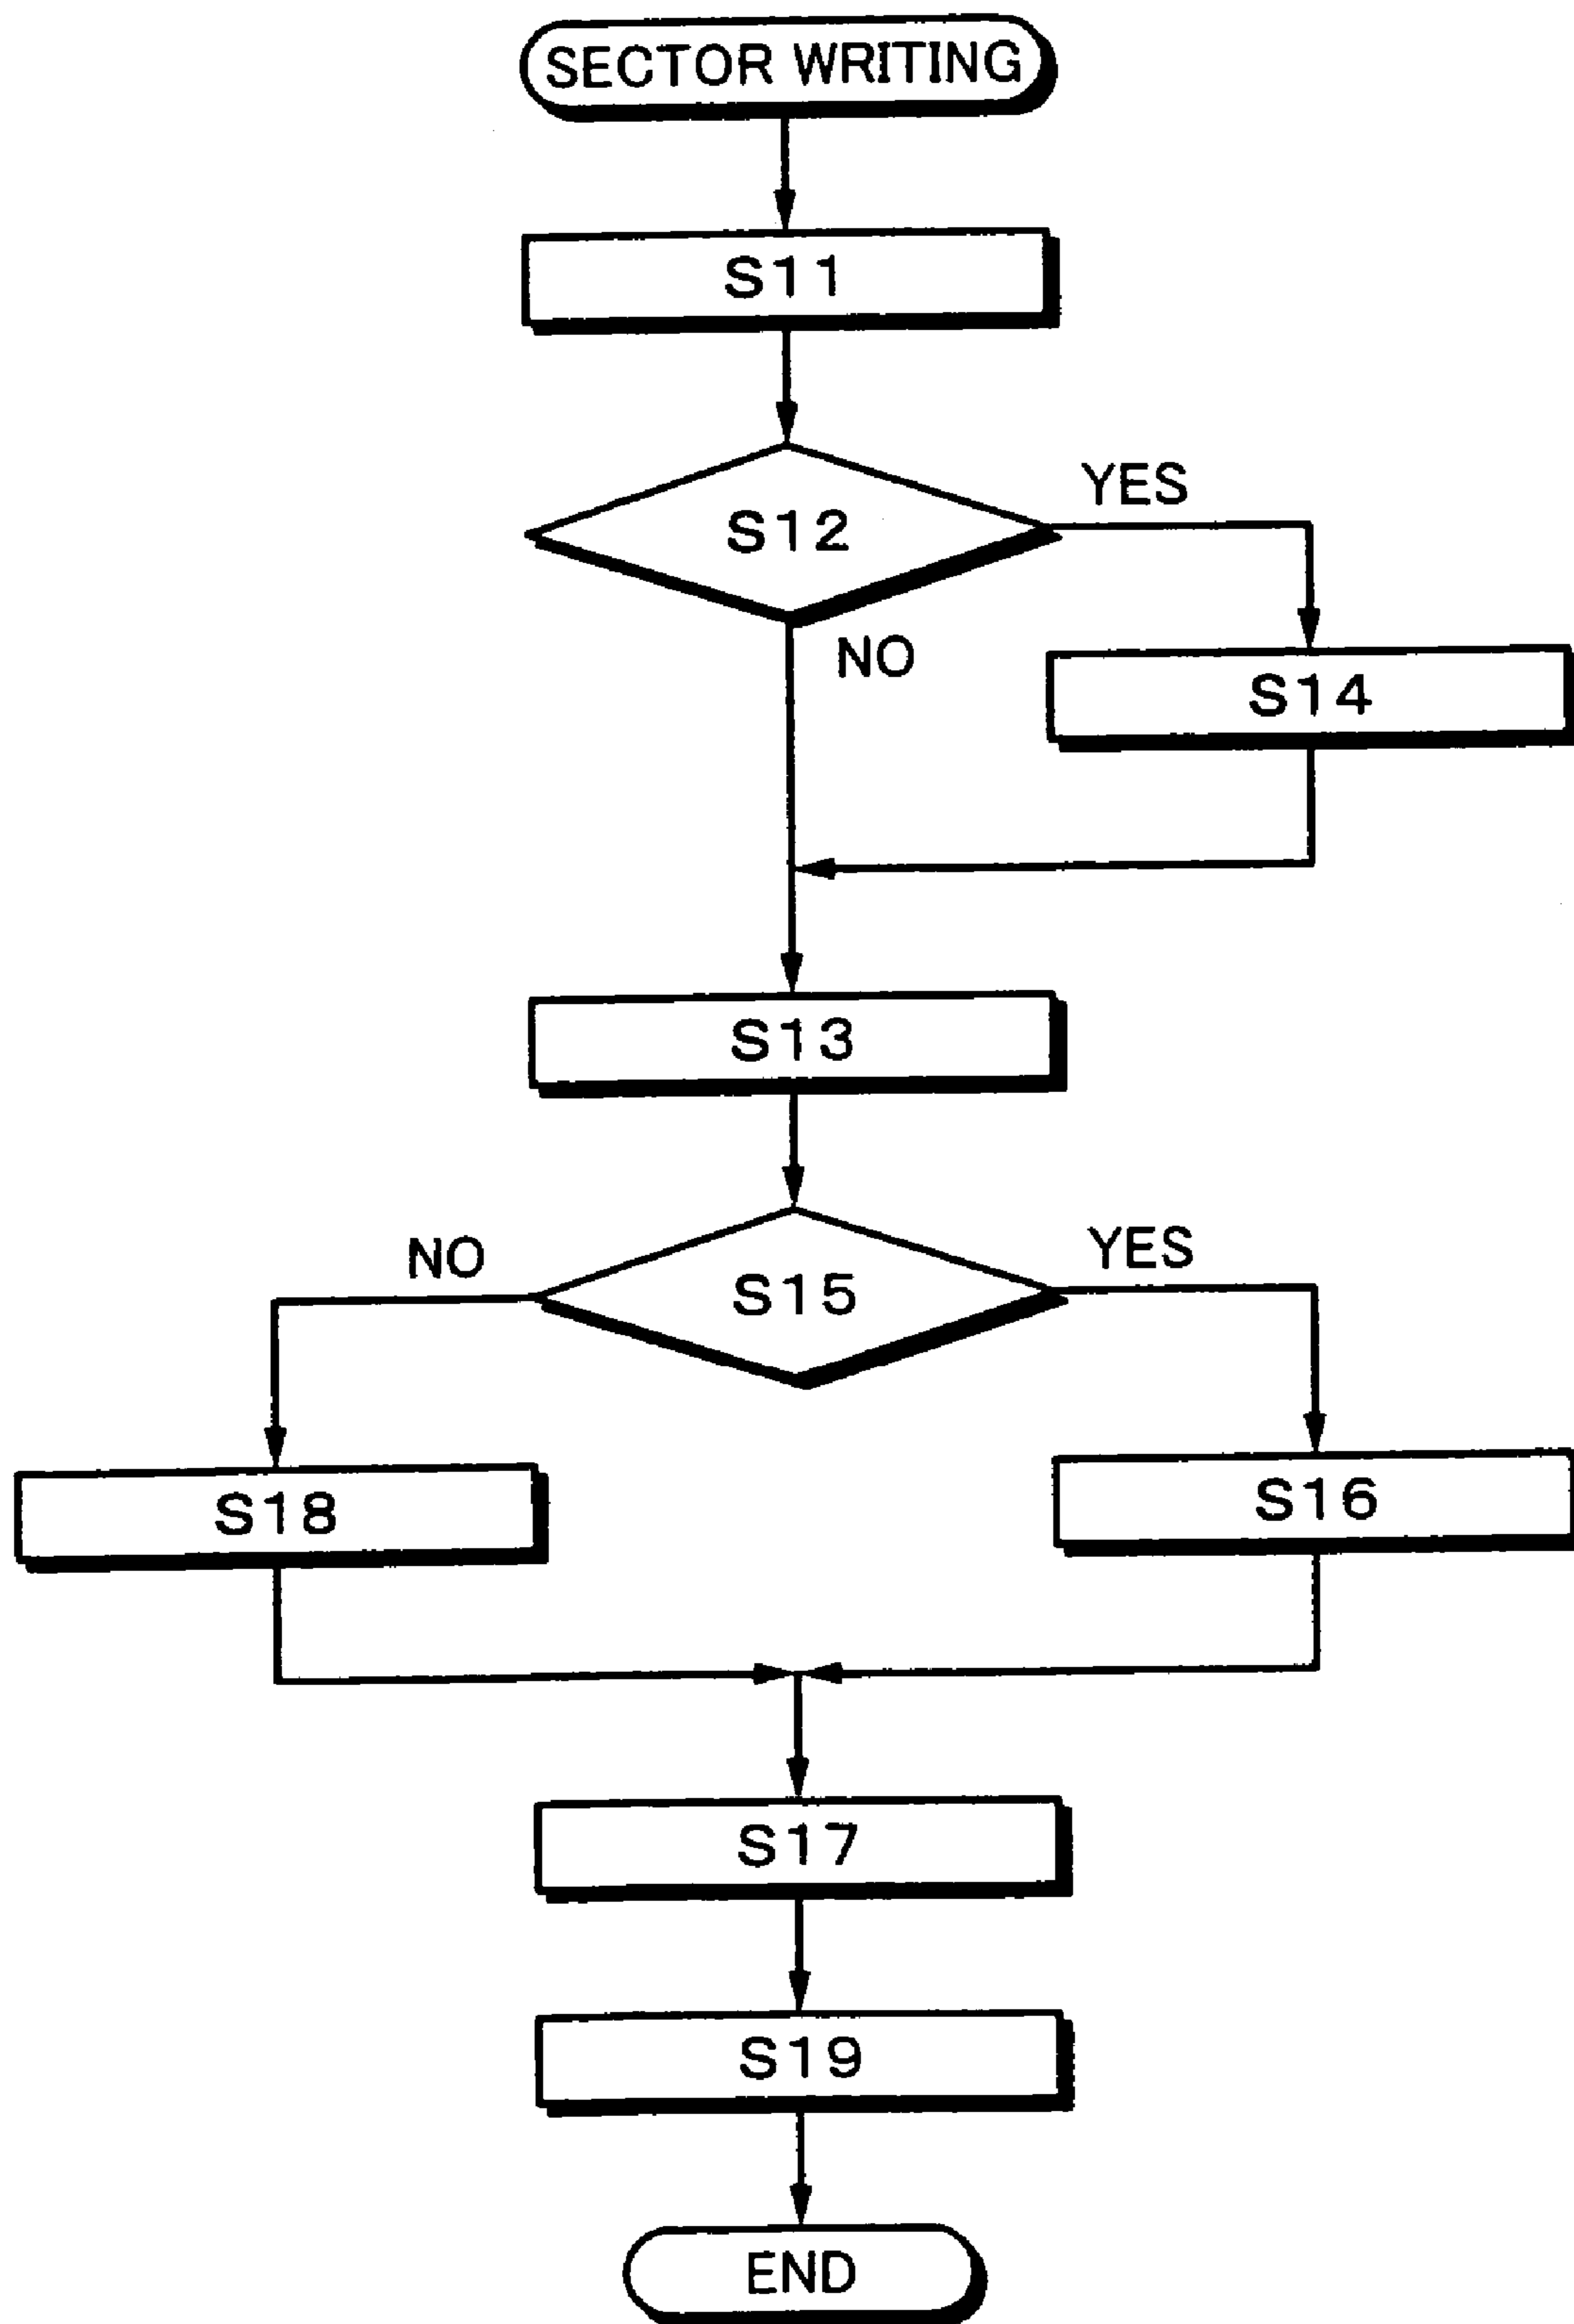 SECTOR WRITING
S11
S12
YES
NO
S14
S13
NO
S15
YES
S18
S16
S17
S19
END